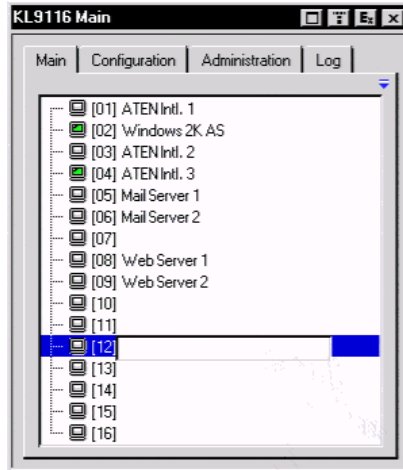 KL9116 Main
Main Configuration Administration Log
[01] ATEN Intl. 1
[02] Windows 2K AS
[03] ATEN Intl. 2
[04] ATEN Intl. 3
[05] Mail Server 1
[06] Mail Server 2
[07]
[08] Web Server 1
[09] Web Server 2
[10]
[11]
[12]
[13]
[14]
[15]
[16]